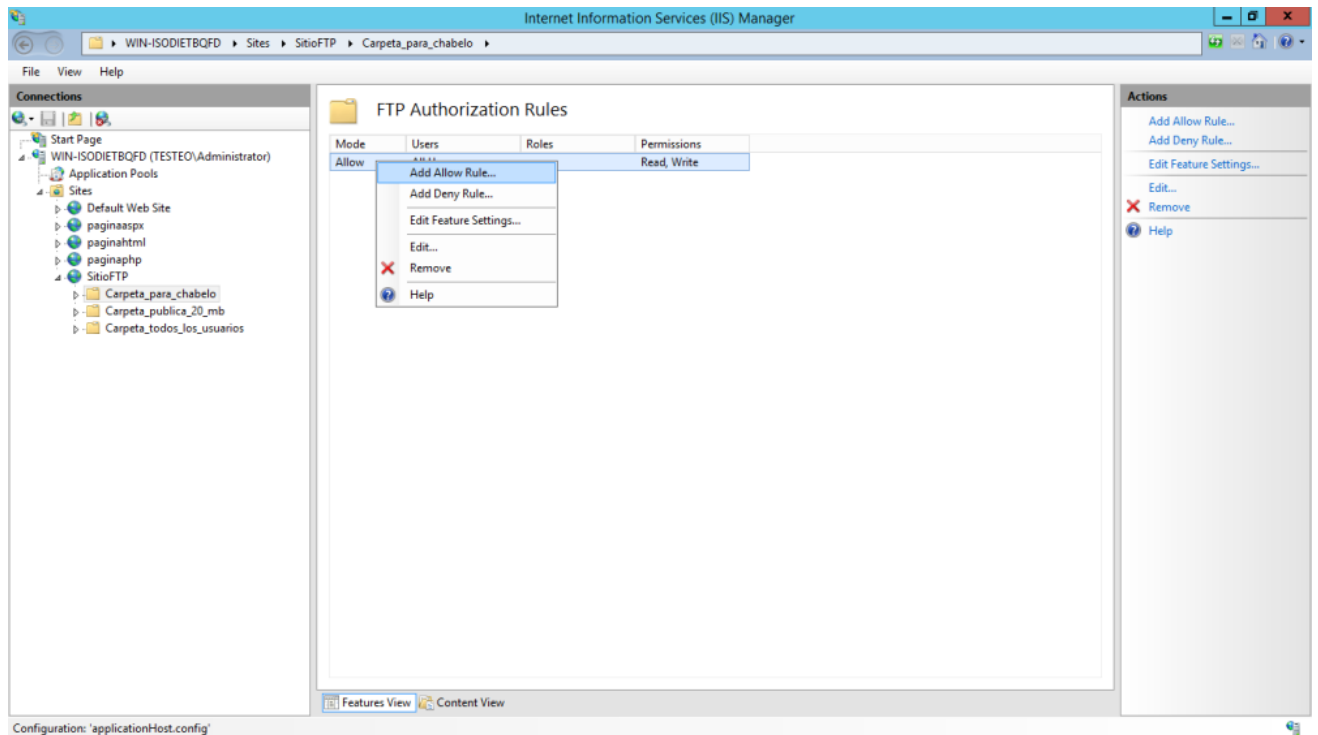 Internet Information Services (IIS) Manager
WIN-ISODIETBQFD Sites SitioFTP Carpeta_para_chabelo
File View Help
Connections
Start Page
WIN-ISODIETBQFD (TESTEO\Administrator)
Application Pools
Sites
Default Web Site
paginaaspx
paginahtml
paginaphp
SitioFTP
Carpeta_para_chabelo
Carpeta_publica_20_mb
Carpeta_todos_los_usuarios
FTP Authorization Rules
Mode Users Roles Permissions
Allow Read, Write
Add Allow Rule...
Add Deny Rule...
Edit Feature Settings...
Edit...
Remove
Help
Features View Content View
Actions
Add Allow Rule...
Add Deny Rule...
Edit Feature Settings...
Edit...
Remove
Help
Configuration: 'applicationHost.config'